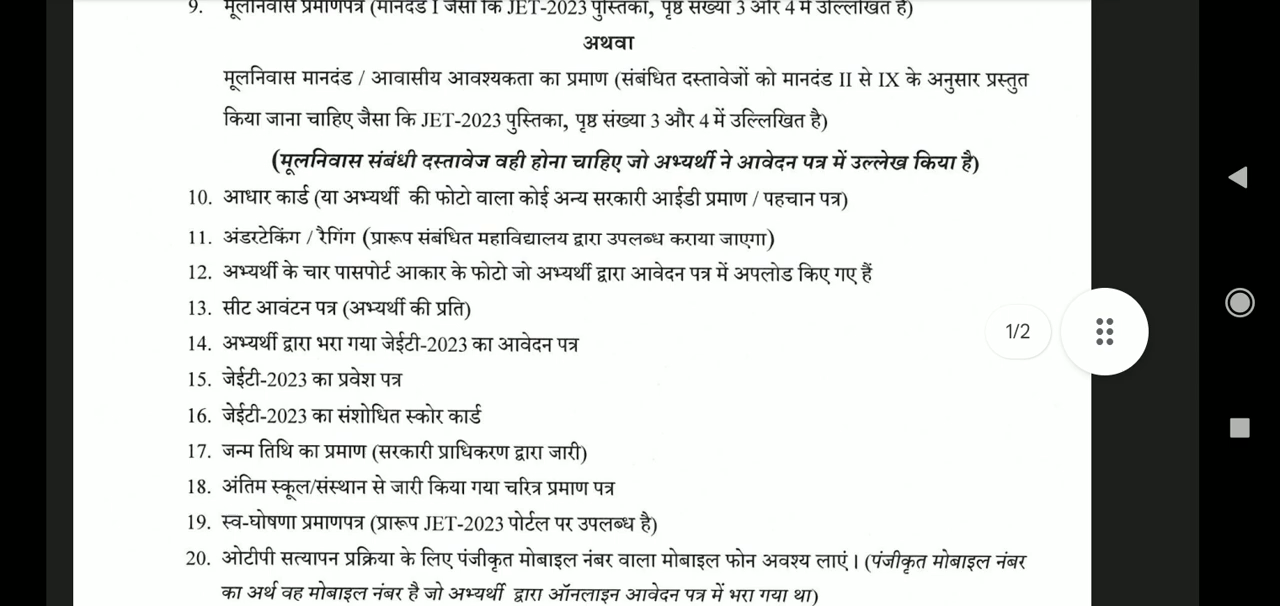 9. मूलनिवास प्रमाणपत्र (मानदंड I जैसा कि JET-2023 पुस्तिका, पृष्ठ संख्या 3 और 4 में उल्लिखित है)
अथवा
मूलनिवास मानदंड / आवासीय आवश्यकता का प्रमाण (संबंधित दस्तावेजों को मानदंड II से IX के अनुसार प्रस्तुत
किया जाना चाहिए जैसा कि JET-2023 पुस्तिका, पृष्ठ संख्या 3 और 4 में उल्लिखित है)
(मूलनिवास संबंधी दस्तावेज वही होना चाहिए जो अभ्यर्थी ने आवेदन पत्र में उल्लेख किया है)
10. आधार कार्ड (या अभ्यर्थी की फोटो वाला कोई अन्य सरकारी आईडी प्रमाण / पहचान पत्र)
11. अंडरटेकिंग / रैगिंग (प्रारूप संबंधित महाविद्यालय द्वारा उपलब्ध कराया जाएगा)
12. अभ्यर्थी के चार पासपोर्ट आकार के फोटो जो अभ्यर्थी द्वारा आवेदन पत्र में अपलोड किए गए हैं
13. सीट आवंटन पत्र (अभ्यर्थी की प्रति)
1/2
14. अभ्यर्थी द्वारा भरा गया जेईटी-2023 का आवेदन पत्र
15. जेईटी-2023 का प्रवेश पत्र
16. जेईटी-2023 का संशोधित स्कोर कार्ड
17. जन्म तिथि का प्रमाण (सरकारी प्राधिकरण द्वारा जारी)
18. अंतिम स्कूल/संस्थान से जारी किया गया चरित्र प्रमाण पत्र
19. स्व-घोषणा प्रमाणपत्र (प्रारूप JET-2023 पोर्टल पर उपलब्ध है)
20. ओटीपी सत्यापन प्रक्रिया के लिए पंजीकृत मोबाइल नंबर वाला मोबाइल फोन अवश्य लाएं। (पंजीकृत मोबाइल नंबर
का अर्थ वह मोबाइल नंबर है जो अभ्यर्थी द्वारा ऑनलाइन आवेदन पत्र में भरा गया था)